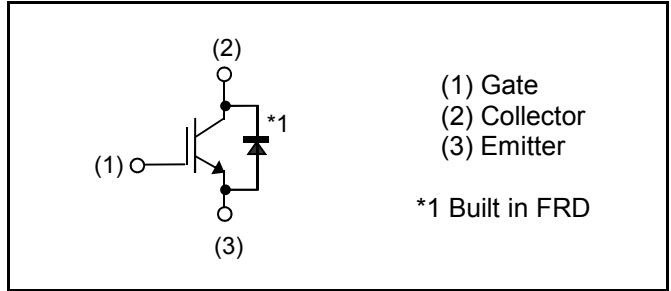 (2)
*1
(1)
(3)
(1) Gate
(2) Collector
(3) Emitter
*1 Built in FRD